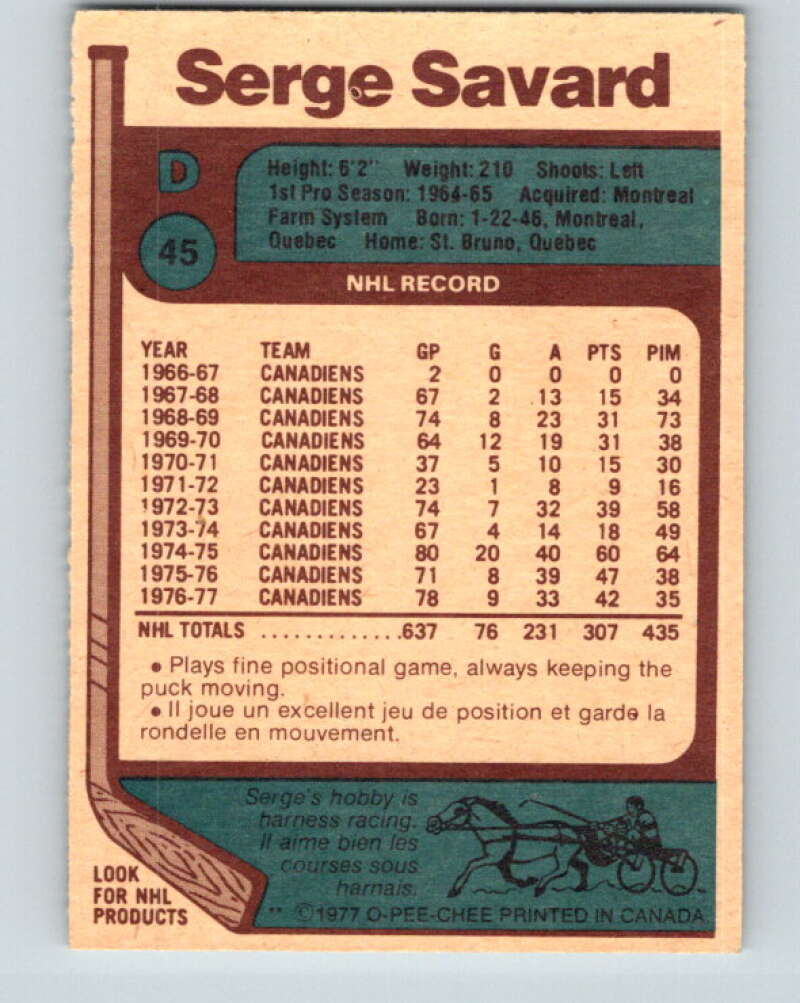 Serge Savard
D
45
Height: 6'2" Weight: 210 Shoots: Left
1st Pro Season: 1964-65 Acquired: Montreal
Farm System Born: 1-22-46, Montreal,
Quebec Home: St. Bruno, Quebec
NHL RECORD
YEAR TEAM GP G A PTS PIM
1966-67 CANADIENS 2 0 0 0 0
1967-68 CANADIENS 67 2 13 15 34
1968-69 CANADIENS 74 8 23 31 73
1969-70 CANADIENS 64 12 19 31 38
1970-71 CANADIENS 37 5 10 15 30
1971-72 CANADIENS 23 1 8 9 16
1972-73 CANADIENS 74 7 32 39 58
1973-74 CANADIENS 67 4 14 18 49
1974-75 CANADIENS 80 20 40 60 64
1975-76 CANADIENS 71 8 39 47 38
1976-77 CANADIENS 78 9 33 42 35
NHL TOTALS .............637 76 231 307 435
• Plays fine positional game, always keeping the
puck moving.
• Il joue un excellent jeu de position et garde la
rondelle en mouvement.
Serge's hobby is
harness racing.
Il aime bien les
courses sous
harnais.
LOOK
FOR NHL
PRODUCTS
** ©1977 O-PEE-CHEE PRINTED IN CANADA